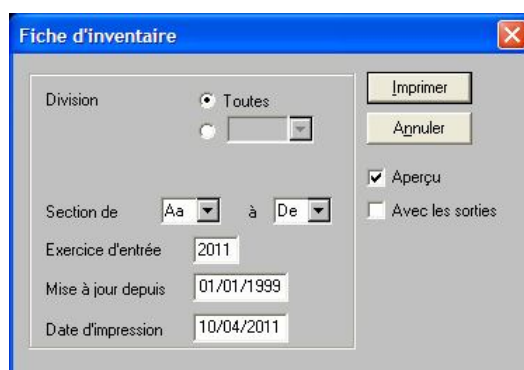 Fiche d'inventaire
Division
Toutes
Imprimer
Annuler
Aperçu
Section de Aa à De
Avec les sorties
Exercice d'entrée 2011
Mise à jour depuis 01/01/1999
Date d'impression 10/04/2011